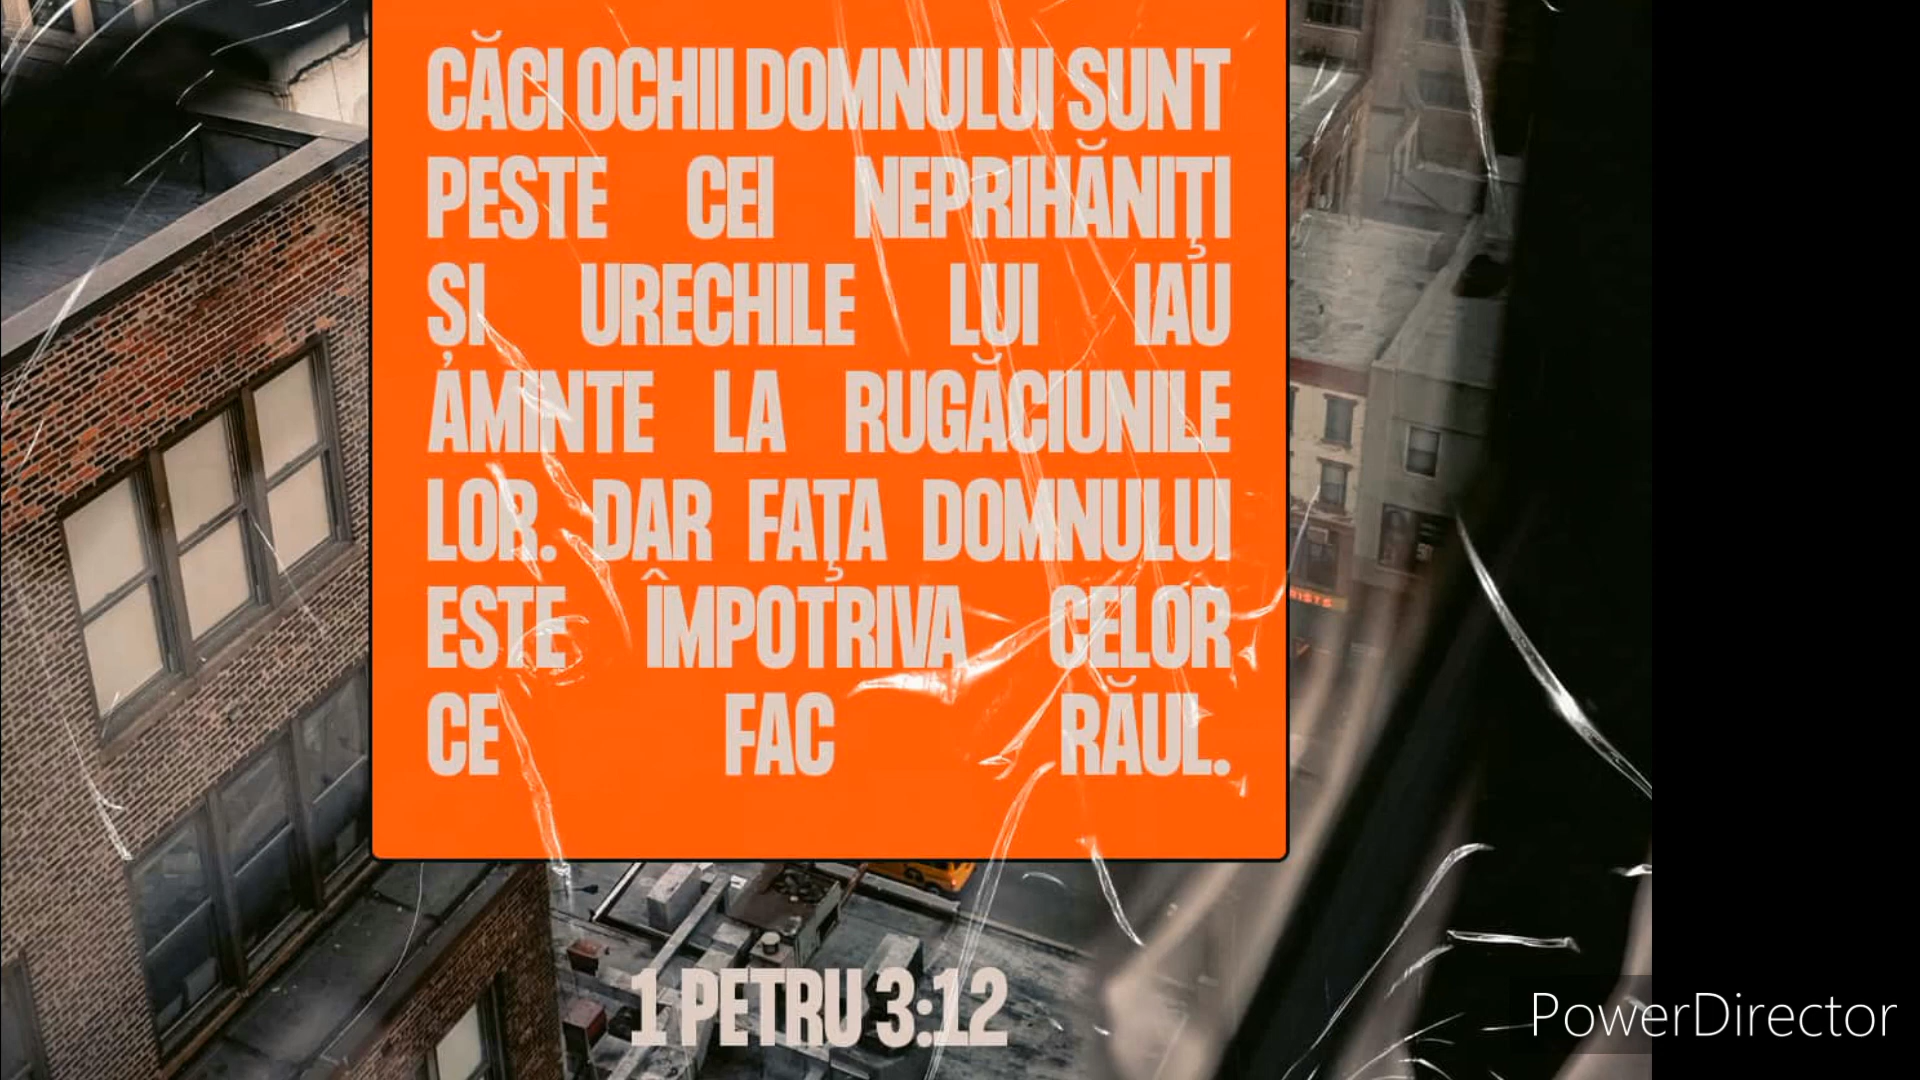 CĂCI OCHII DOMNULUI SUNT
PESTE CEI NEPRIHĂNIȚI
ȘI URECHILE LUI IAU
AMINTE LA RUGĂCIUNILE
LOR. DAR FAȚA DOMNULUI
ESTE ÎMPOTRIVA CELOR
CE FAC RĂUL.
1 PETRU 3:12
PowerDirector